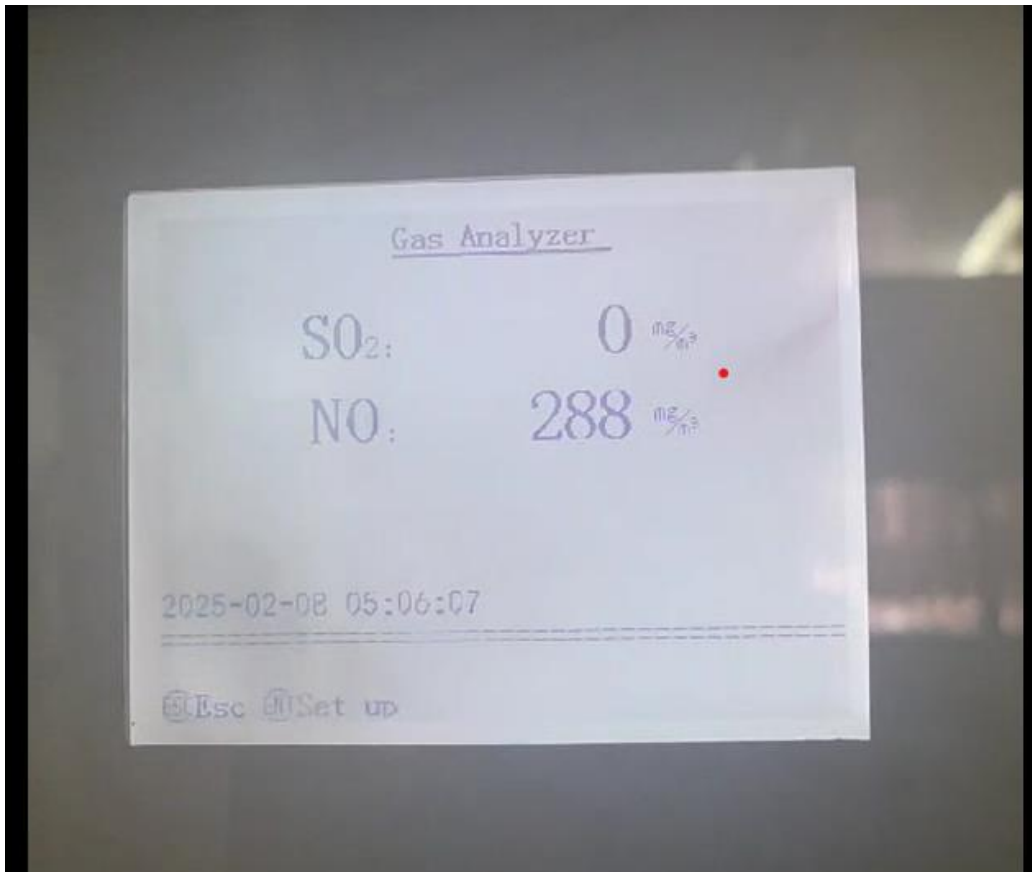 Gas Analyzer
SO₂: 0 mg/m³
NO: 288 mg/m³
2025-02-08 05:06:07
Esc Set up